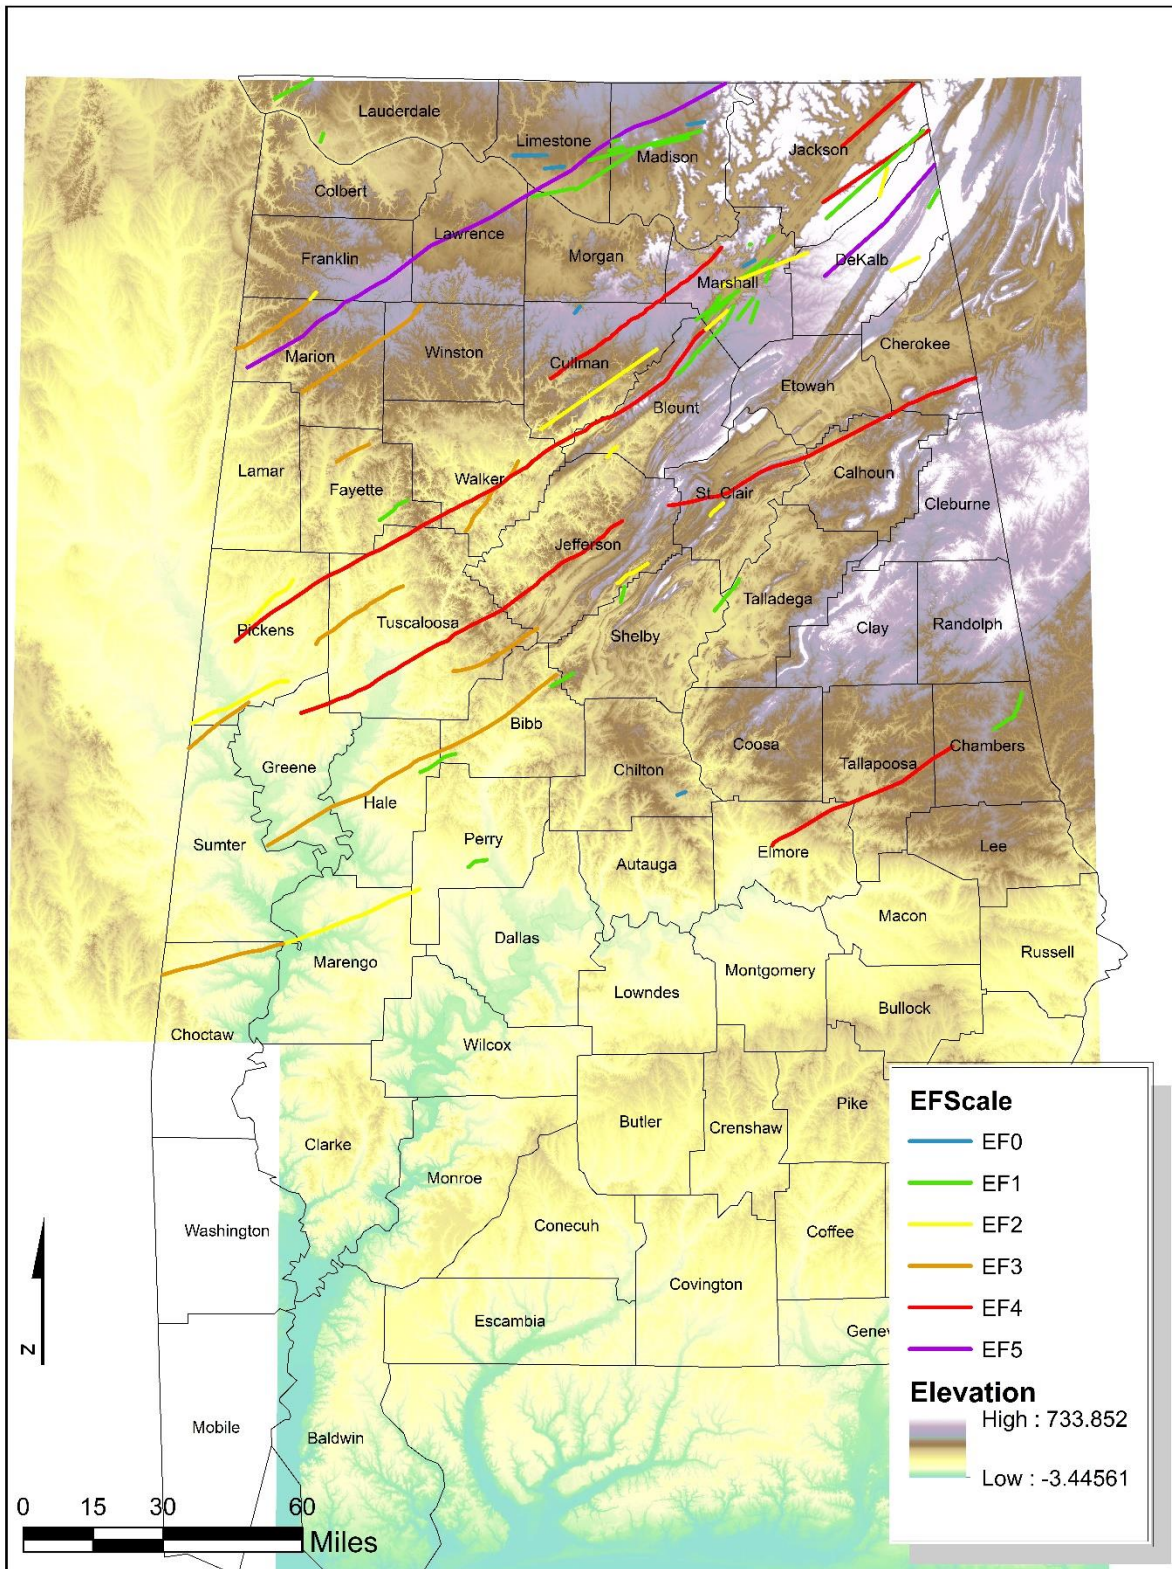 Lauderdale
Limestone
Madison
Jackson
Colbert
Lawrence
Franklin
Morgan
DeKalb
Marshall
Marion
Winston
Cullman
Cherokee
Etowah
Blount
Lamar
Fayette
Walker
Calhoun
St. Clair
Cleburne
Jefferson
Talladega
Pickens
Tuscaloosa
Shelby
Clay
Randolph
Bibb
Coosa
Chambers
Greene
Chilton
Tallapoosa
Hale
Sumter
Perry
Autauga
Elmore
Lee
Macon
Dallas
Marengo
Montgomery
Russell
Lowndes
Bullock
Choctaw
Wilcox
Pike
Butler
Crenshaw
Clarke
Monroe
Washington
Conecuh
Coffee
Covington
Escambia
Genev
Mobile
Baldwin
EFScale
EF0
EF1
EF2
EF3
EF4
EF5
Elevation
High : 733.852
Low : -3.44561
N
0 15 30 60
Miles